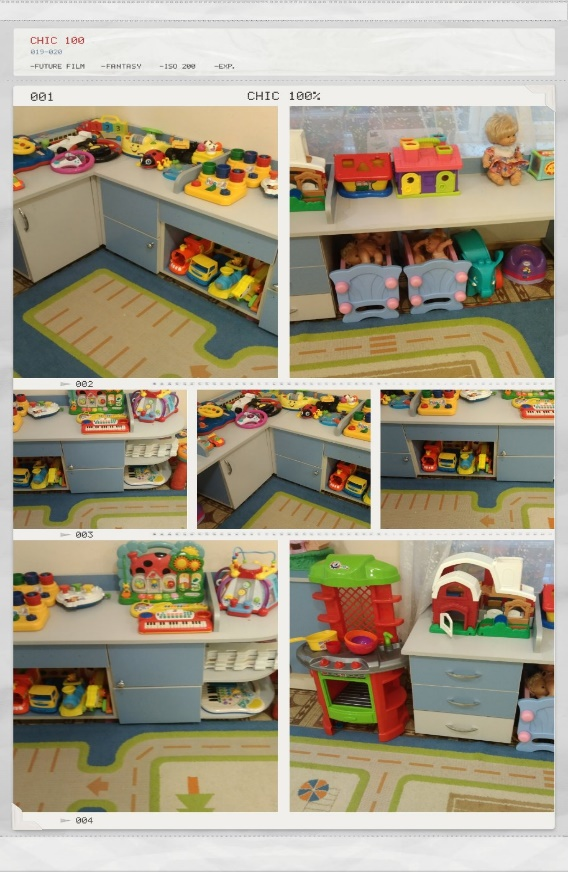 CHIC 100
019-020
-FUTURE FILM -FANTASY -ISO 200 -EXP.
001 CHIC 100%
002
003
004